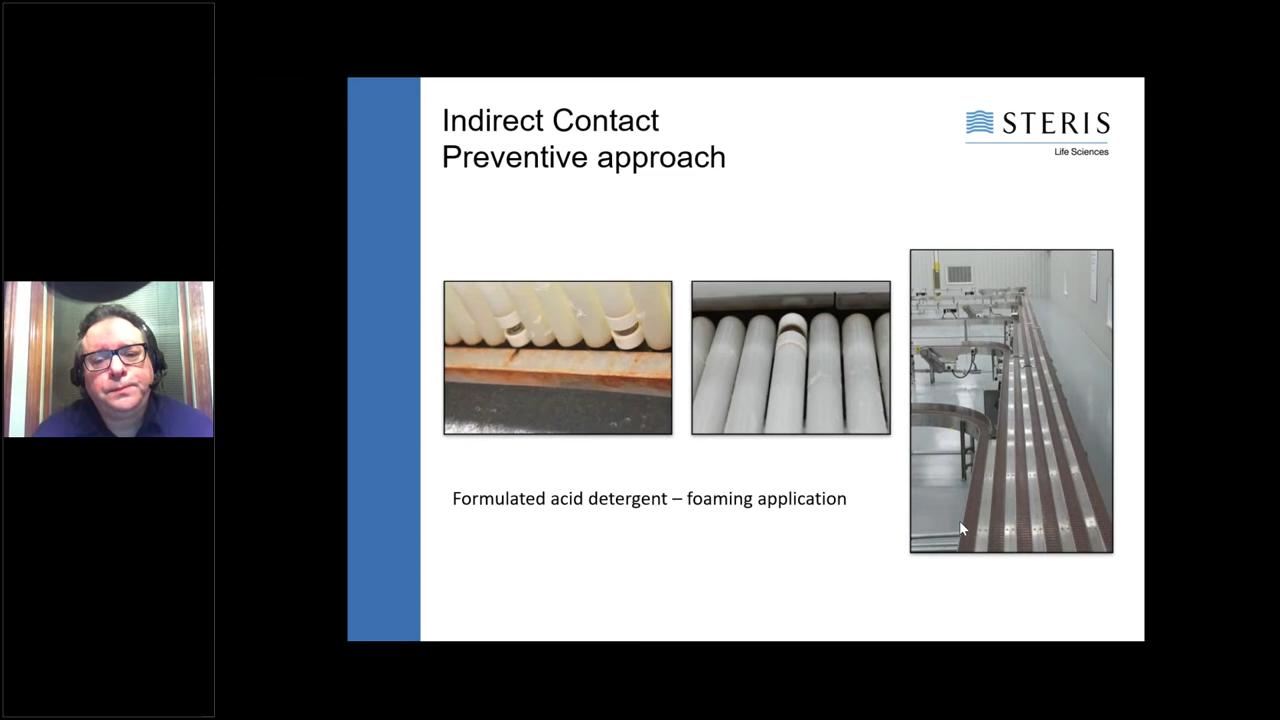 Indirect Contact
Preventive approach
STERIS
Life Sciences
Formulated acid detergent – foaming application